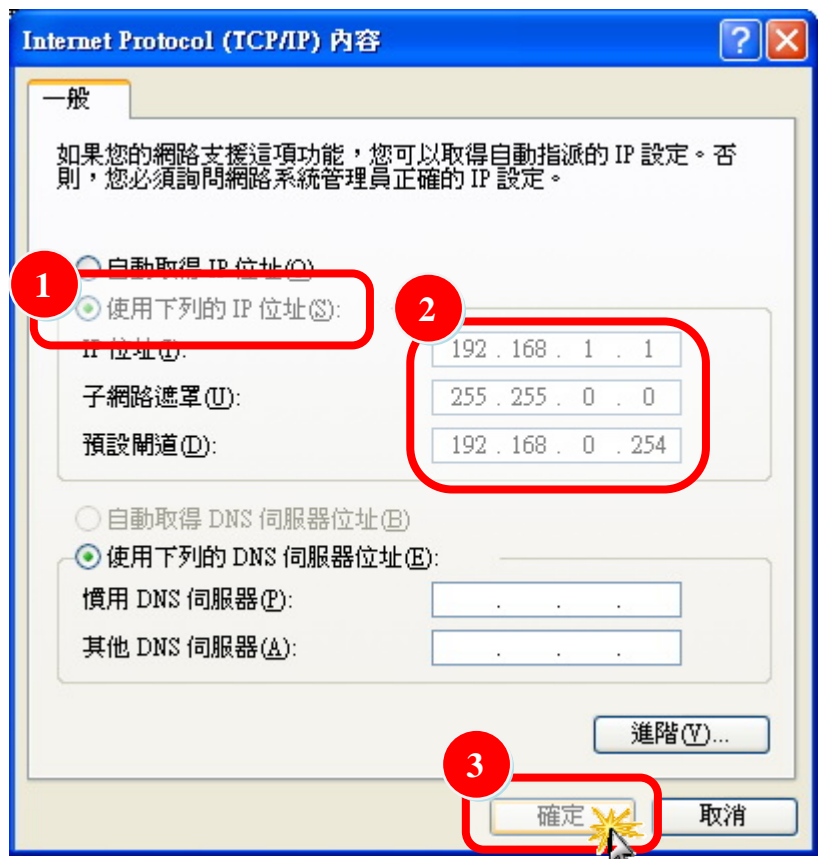 Internet Protocol (TCP/IP) 內容
一般
如果您的網路支援這項功能，您可以取得自動指派的 IP 設定。否
則，您必須詢問網路系統管理員正確的 IP 設定。
自動取得 IP 位址(O)
1
使用下列的 IP 位址(S):
2
IP 位址(I): 192 . 168 . 1 . 1
子網路遮罩(U): 255 . 255 . 0 . 0
預設閘道(D): 192 . 168 . 0 . 254
自動取得 DNS 伺服器位址(B)
使用下列的 DNS 伺服器位址(E):
慣用 DNS 伺服器(P): . . .
其他 DNS 伺服器(A): . . .
進階(V)...
3
確定 取消